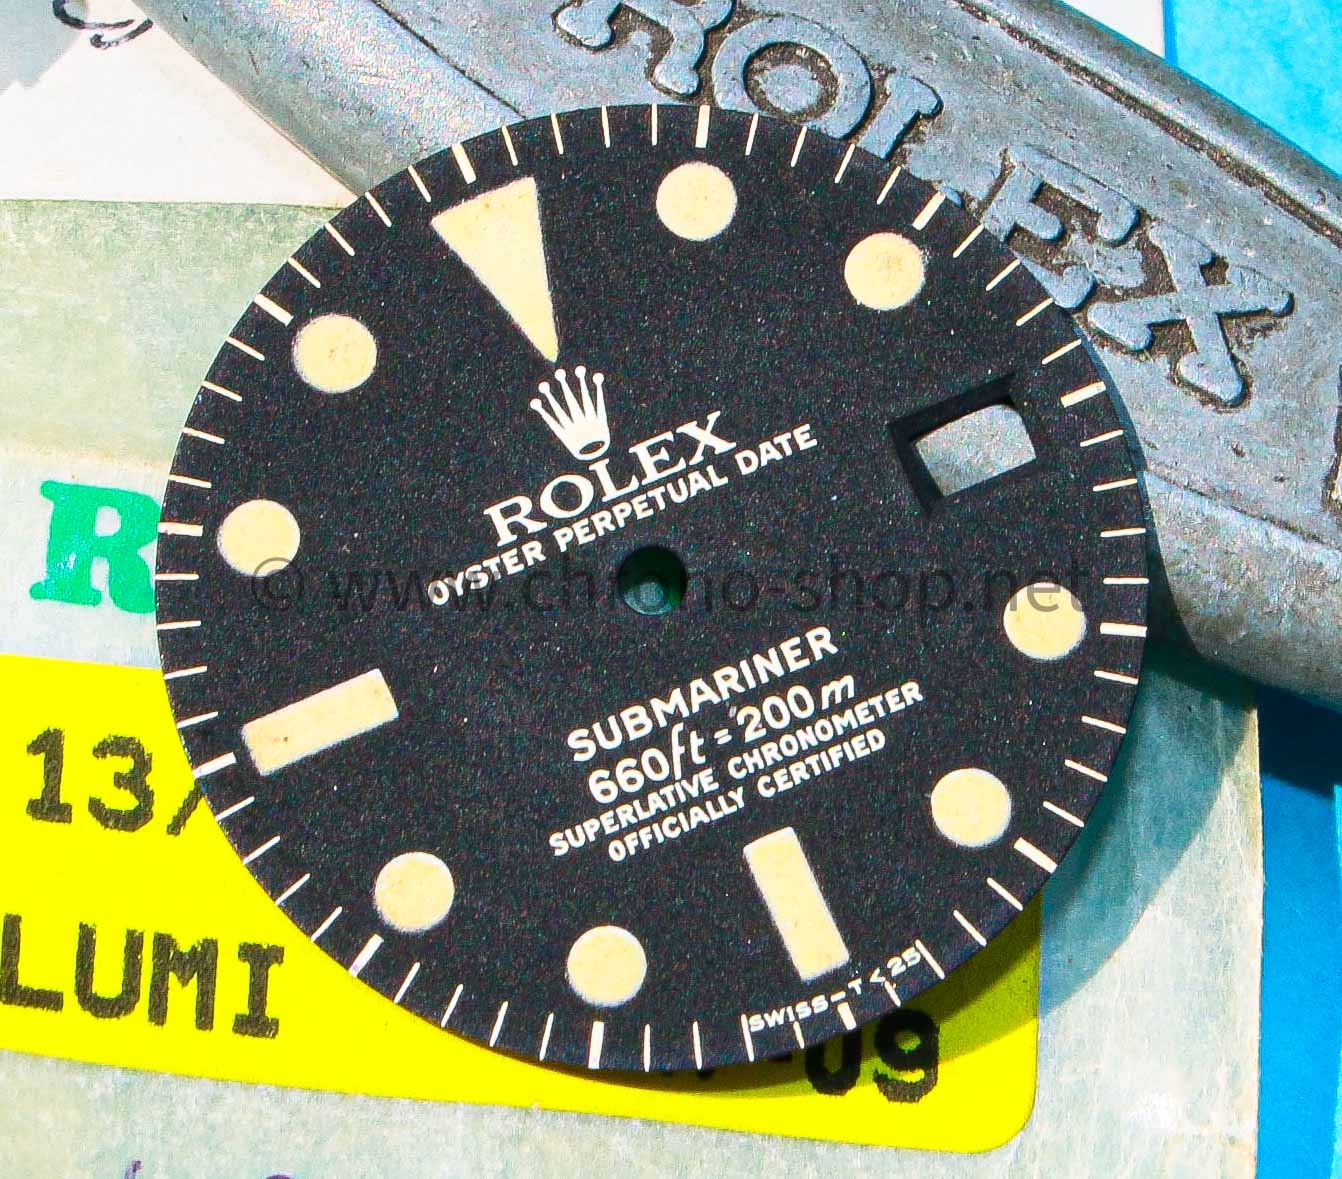 ROLEX
ROLEX
OYSTER PERPETUAL DATE
R
© www.chrono-shop.net
SUBMARINER
660ft = 200m
SUPERLATIVE CHRONOMETER
OFFICIALLY CERTIFIED
13/
LUMI
SWISS-T<25
-09